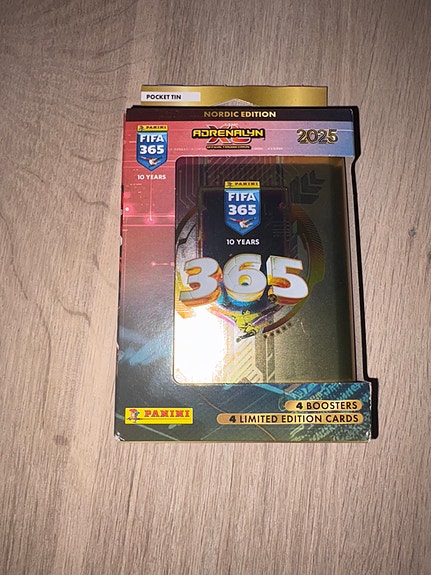 POCKET TIN
NORDIC EDITION
PANINI
FIFA
365
10 YEARS
ADRENALYN
XL
2025
PANINI
FIFA
365
10 YEARS
365
4 BOOSTERS
4 LIMITED EDITION CARDS
PANINI